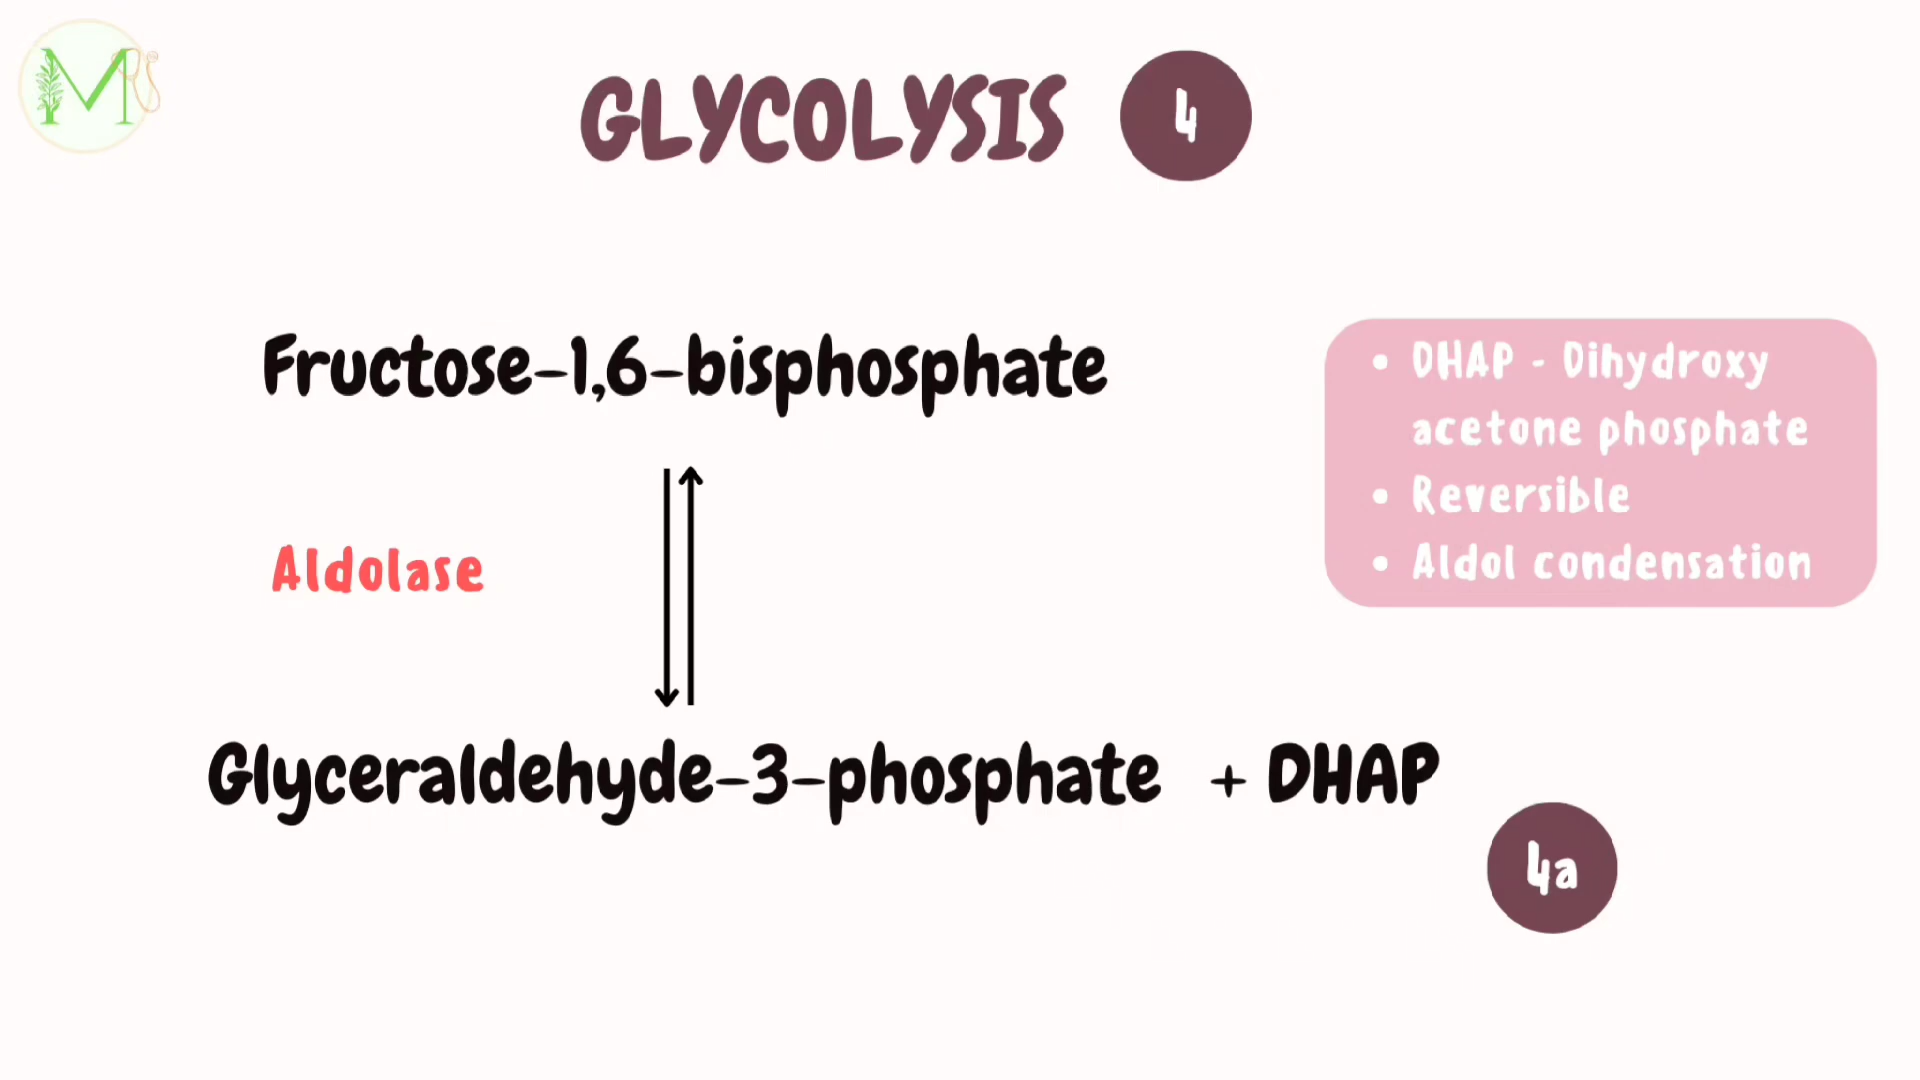 M
GLYCOLYSIS 4
Fructose-1,6-bisphosphate
• DHAP - Dihydroxy
acetone phosphate
• Reversible
• Aldol condensation
Aldolase
Glyceraldehyde-3-phosphate + DHAP
4a